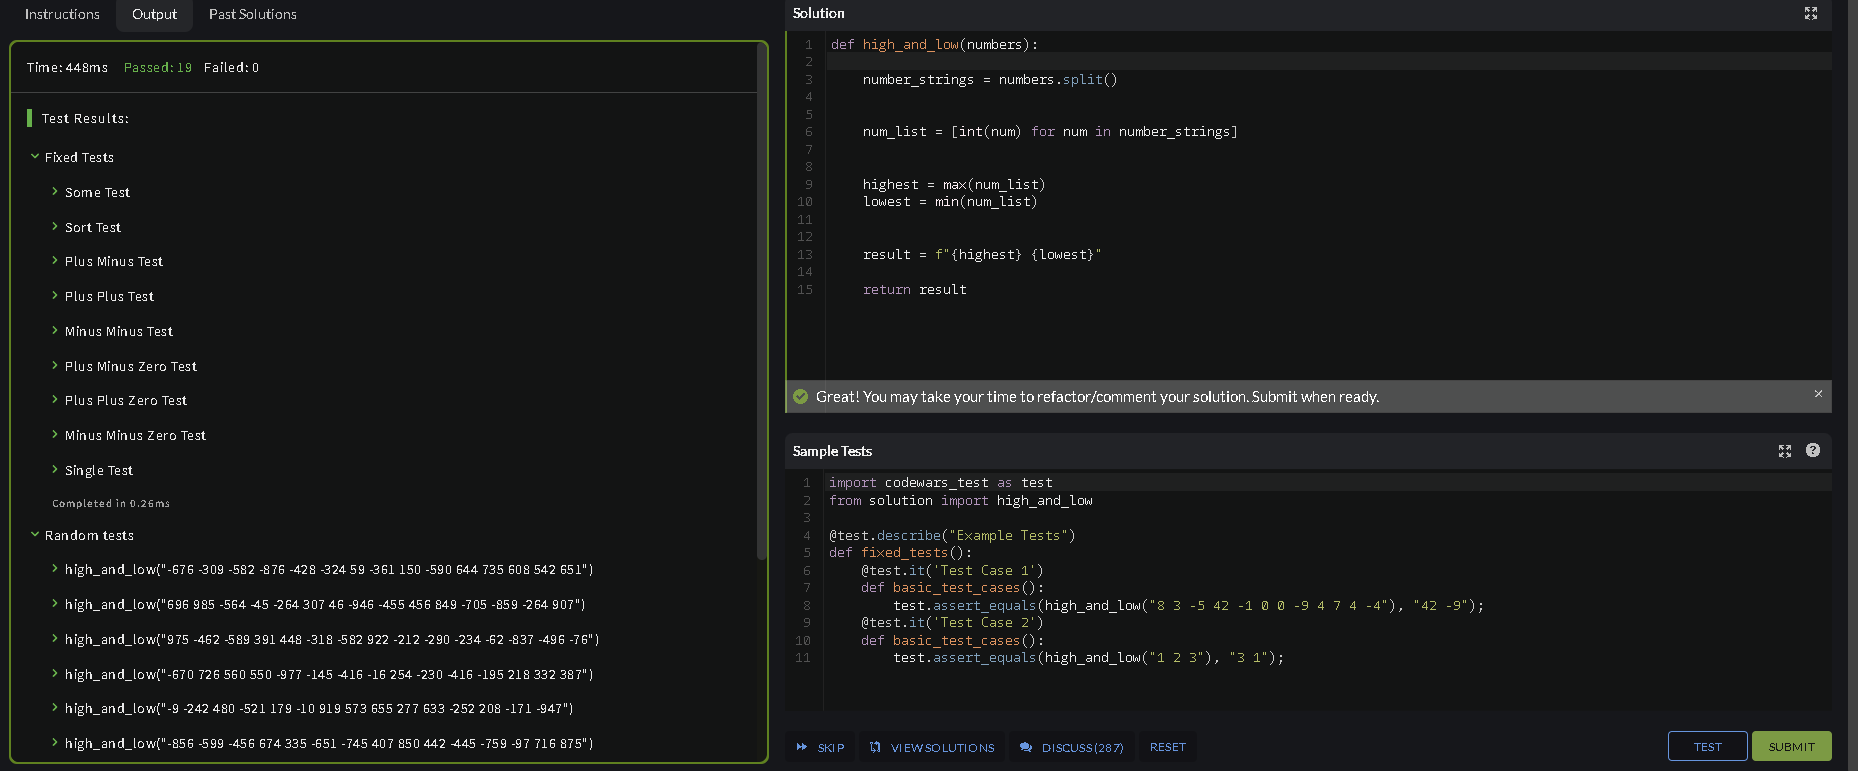 Instructions Output Past Solutions
Time: 448ms Passed: 19 Failed: 0
Test Results:
Fixed Tests
Some Test
Sort Test
Plus Minus Test
Plus Plus Test
Minus Minus Test
Plus Minus Zero Test
Plus Plus Zero Test
Minus Minus Zero Test
Single Test
Completed in 0.26ms
Random tests
high_and_low("-676 -309 -582 -876 -428 -324 59 -361 150 -590 644 735 608 542 651")
high_and_low("696 985 -564 -45 -264 307 46 -946 -455 456 849 -705 -859 -264 907")
high_and_low("975 -462 -589 391 448 -318 -582 922 -212 -290 -234 -62 -837 -496 -76")
high_and_low("-670 726 560 550 -977 -145 -416 -16 254 -230 -416 -195 218 332 387")
high_and_low("-9 -242 480 -521 179 -10 919 573 655 277 633 -252 208 -171 -947")
high_and_low("-856 -599 -456 674 335 -651 -745 407 850 442 -445 -759 -97 716 875")
Solution
1 def high_and_low(numbers):
2
3     number_strings = numbers.split()
4
5
6     num_list = [int(num) for num in number_strings]
7
8
9     highest = max(num_list)
10     lowest = min(num_list)
11
12
13     result = f"{highest} {lowest}"
14
15     return result
Great! You may take your time to refactor/comment your solution. Submit when ready.
Sample Tests
1 import codewars_test as test
2 from solution import high_and_low
3
4 @test.describe("Example Tests")
5 def fixed_tests():
6     @test.it('Test Case 1')
7     def basic_test_cases():
8         test.assert_equals(high_and_low("8 3 -5 42 -1 0 0 -9 4 7 4 -4"), "42 -9");
9     @test.it('Test Case 2')
10     def basic_test_cases():
11         test.assert_equals(high_and_low("1 2 3"), "3 1");
SKIP VIEW SOLUTIONS DISCUSS (287) RESET TEST SUBMIT